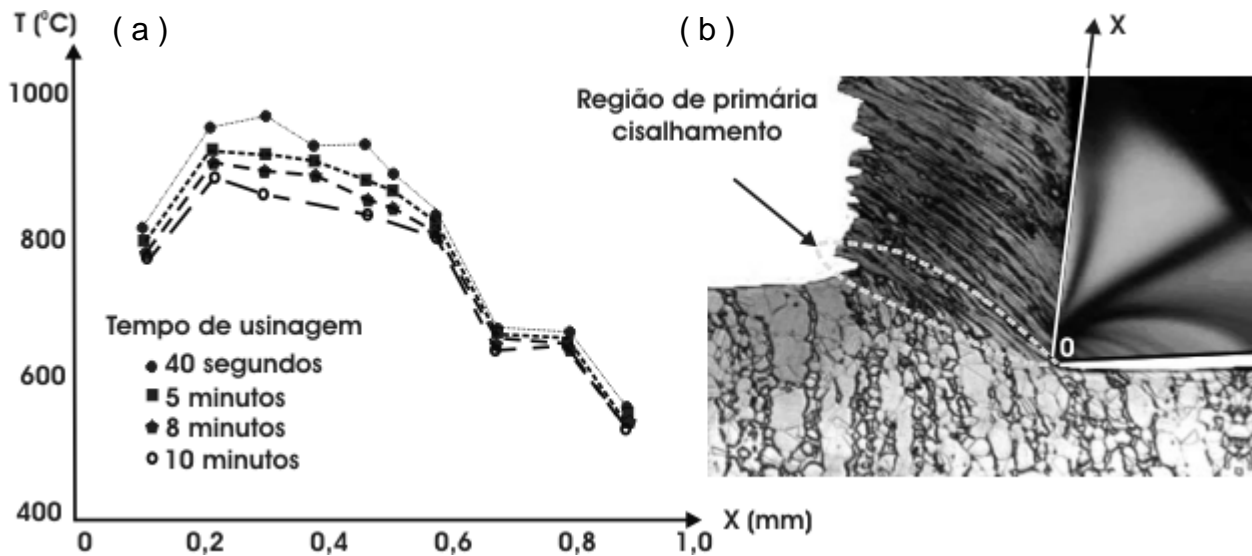 T (°C)
( a )
1000
800
600
400
Tempo de usinagem
40 segundos
5 minutos
8 minutos
10 minutos
0
0,2
0,4
0,6
0,8
1,0
X (mm)
( b )
X
Região de primária
cisalhamento
0